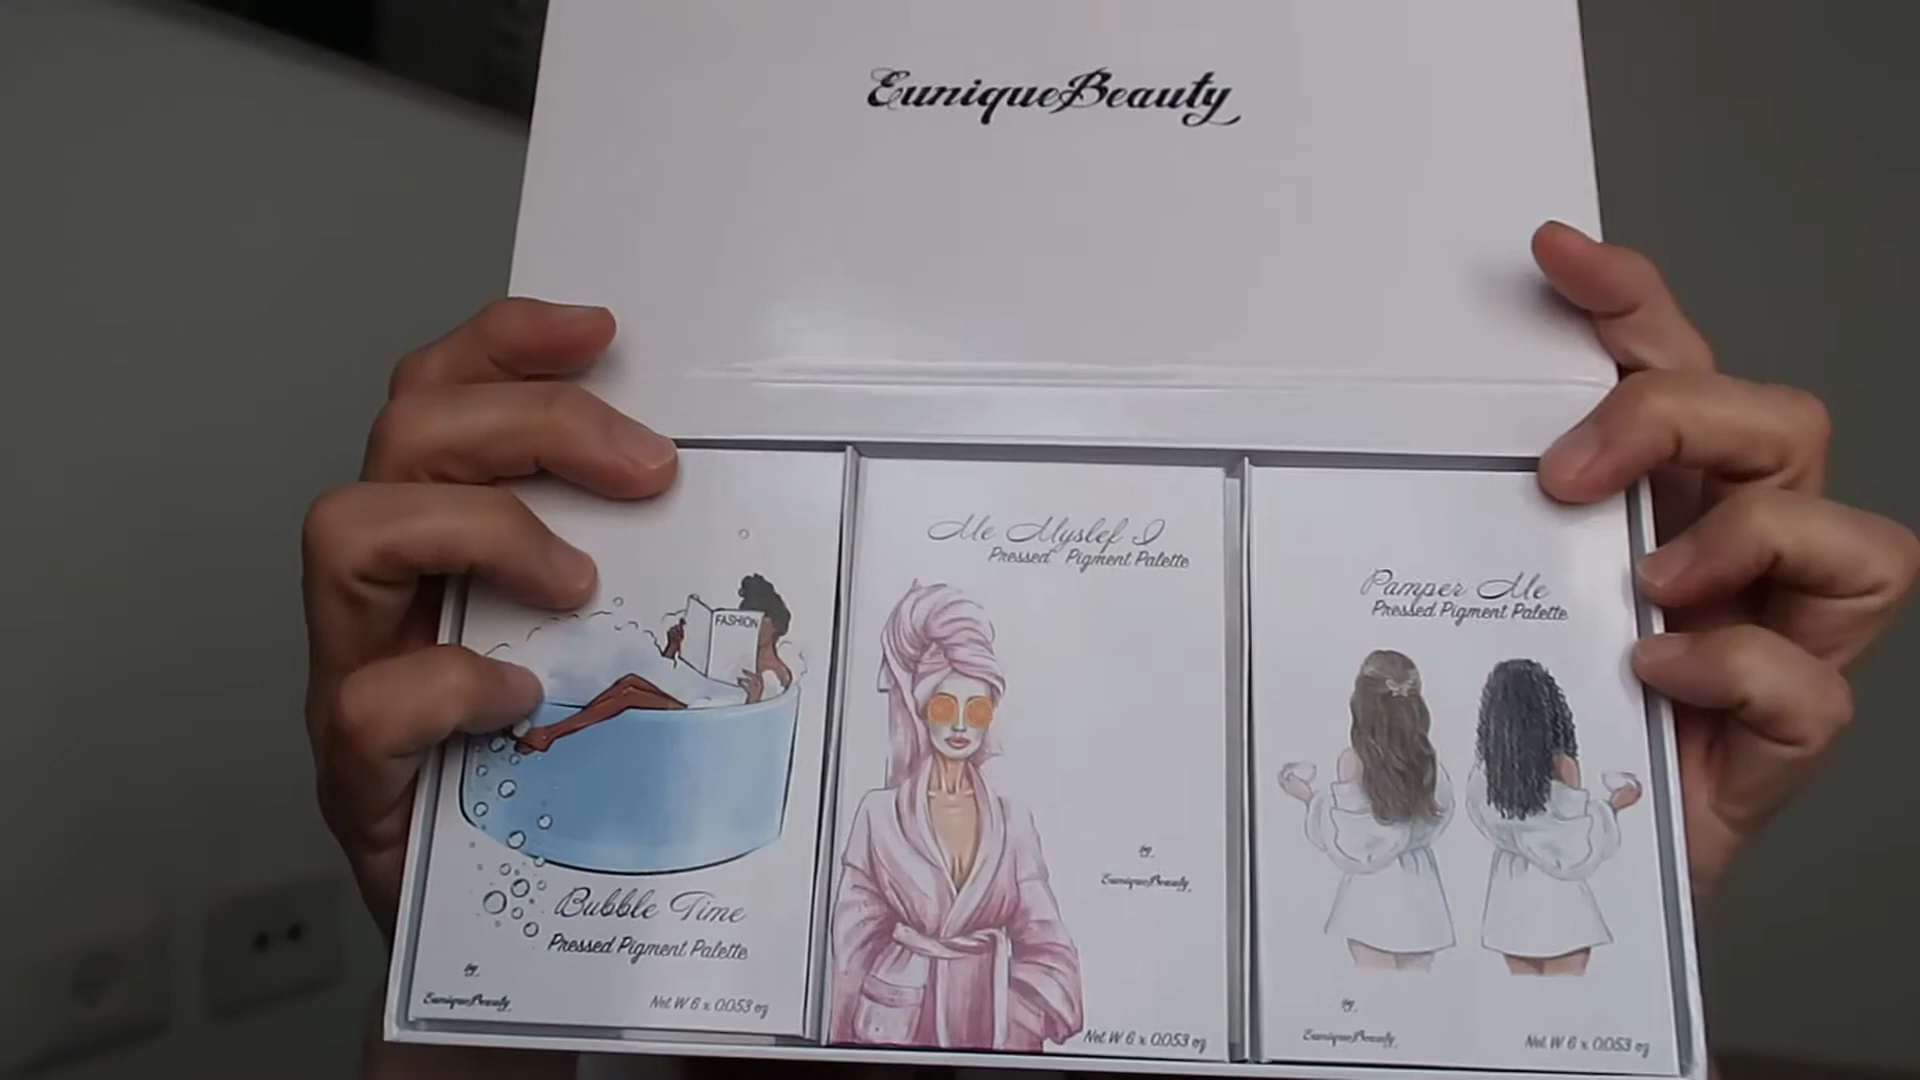 EuniqueBeauty
FASHION
Bubble Time
Pressed Pigment Palette
by
EuniqueBeauty
Net W 6 x 0.053 oz
Me Myslef I
Pressed Pigment Palette
by
EuniqueBeauty
Net W 6 x 0.053 oz
Pamper Me
Pressed Pigment Palette
by
EuniqueBeauty
Net W 6 x 0.053 oz